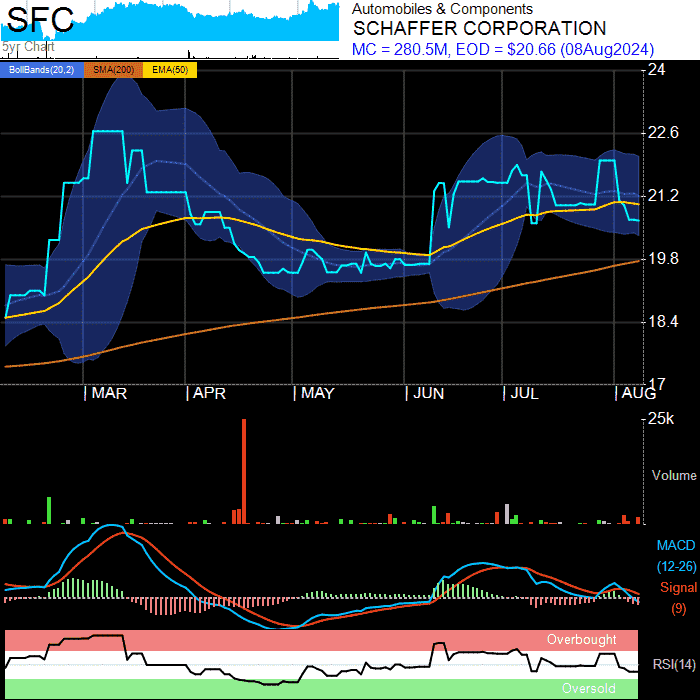 SFC
5yr Chart
Automobiles & Components
SCHAFFER CORPORATION
MC = 280.5M, EOD = $20.66 (08Aug2024)
BollBands(20,2) SMA(200) EMA(50)
24
22.6
21.2
19.8
18.4
17
| MAR | APR | MAY | JUN | JUL | AUG
25k
Volume
MACD
(12-26)
Signal
(9)
Overbought
RSI(14)
Oversold